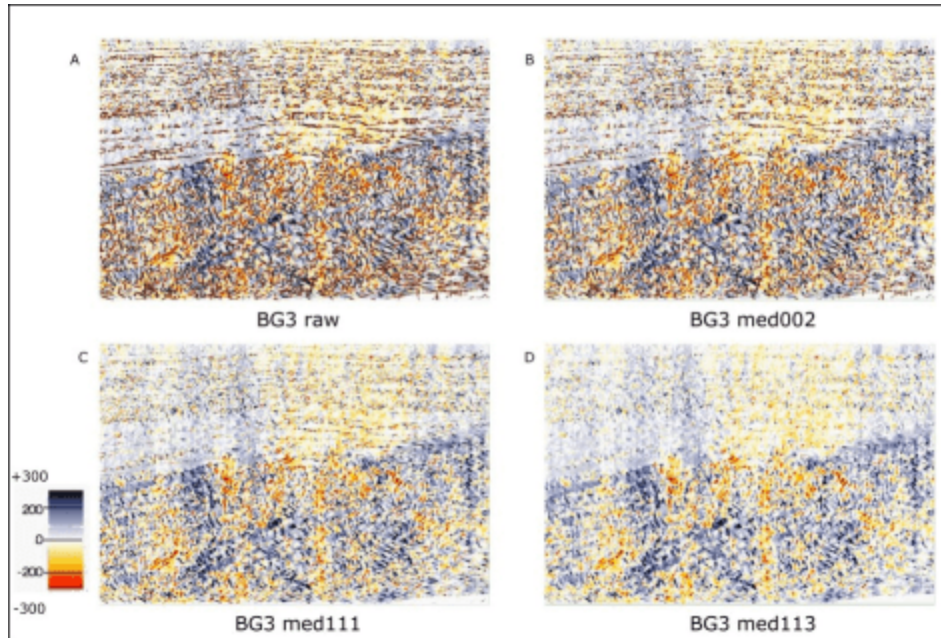 A
B
BG3 raw
BG3 med002
C
D
+300
200
0
-200
-300
BG3 med111
BG3 med113